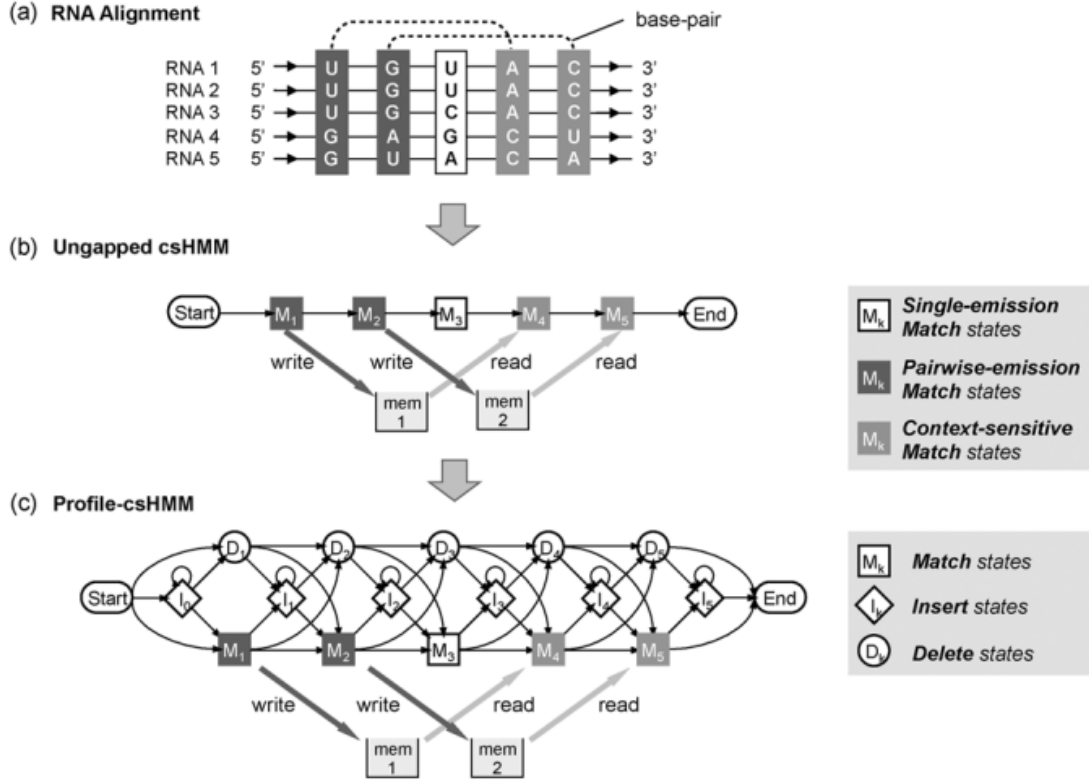 (a) RNA Alignment
base-pair
RNA 1 5' U G U A C 3'
RNA 2 5' U G U A C 3'
RNA 3 5' U G C A C 3'
RNA 4 5' G A G C U 3'
RNA 5 5' G U A C A 3'
(b) Ungapped csHMM
Start M1 M2 M3 M4 M5 End
write write read read
mem mem
1 2
Mk Single-emission
Match states
Mk Pairwise-emission
Match states
Mk Context-sensitive
Match states
(c) Profile-csHMM
D1 D2 D3 D4 D5
Start I0 I1 I2 I3 I4 I5 End
M1 M2 M3 M4 M5
write write read read
mem mem
1 2
Mk Match states
Ik Insert states
Dk Delete states